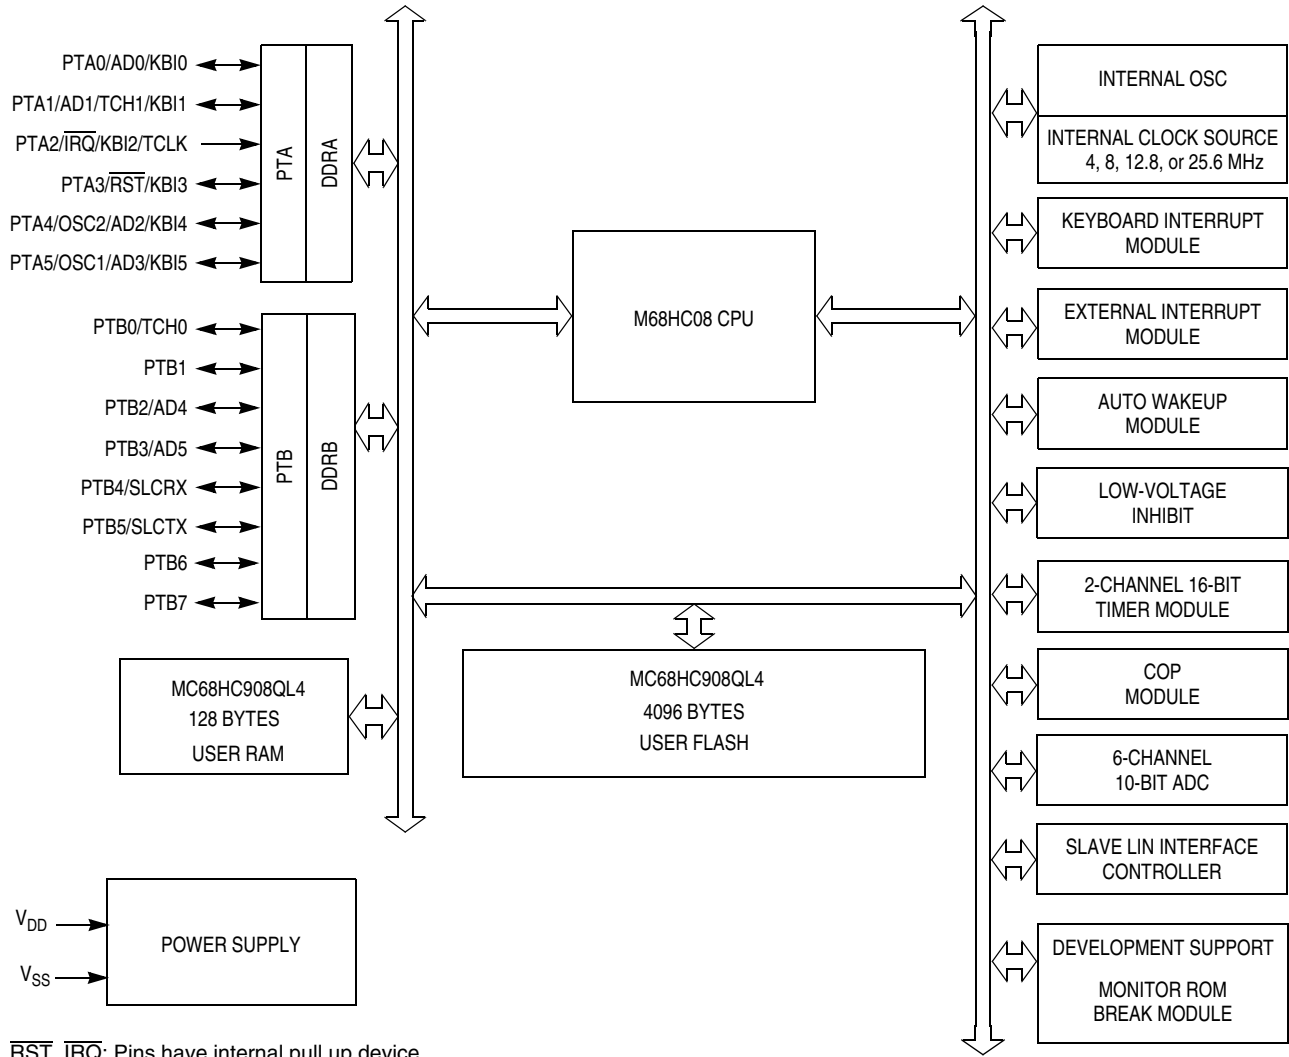 PTA0/AD0/KBI0
PTA1/AD1/TCH1/KBI1
PTA2/IRQ/KBI2/TCLK
PTA3/RST/KBI3
PTA4/OSC2/AD2/KBI4
PTA5/OSC1/AD3/KBI5
PTA
DDRA
PTB0/TCH0
PTB1
PTB2/AD4
PTB3/AD5
PTB4/SLCRX
PTB5/SLCTX
PTB6
PTB7
PTB
DDRB
M68HC08 CPU
MC68HC908QL4
128 BYTES
USER RAM
MC68HC908QL4
4096 BYTES
USER FLASH
VDD
VSS
POWER SUPPLY
INTERNAL OSC
INTERNAL CLOCK SOURCE
4, 8, 12.8, or 25.6 MHz
KEYBOARD INTERRUPT
MODULE
EXTERNAL INTERRUPT
MODULE
AUTO WAKEUP
MODULE
LOW-VOLTAGE
INHIBIT
2-CHANNEL 16-BIT
TIMER MODULE
COP
MODULE
6-CHANNEL
10-BIT ADC
SLAVE LIN INTERFACE
CONTROLLER
DEVELOPMENT SUPPORT
MONITOR ROM
BREAK MODULE
RST, IRQ: Pins have internal pull up device